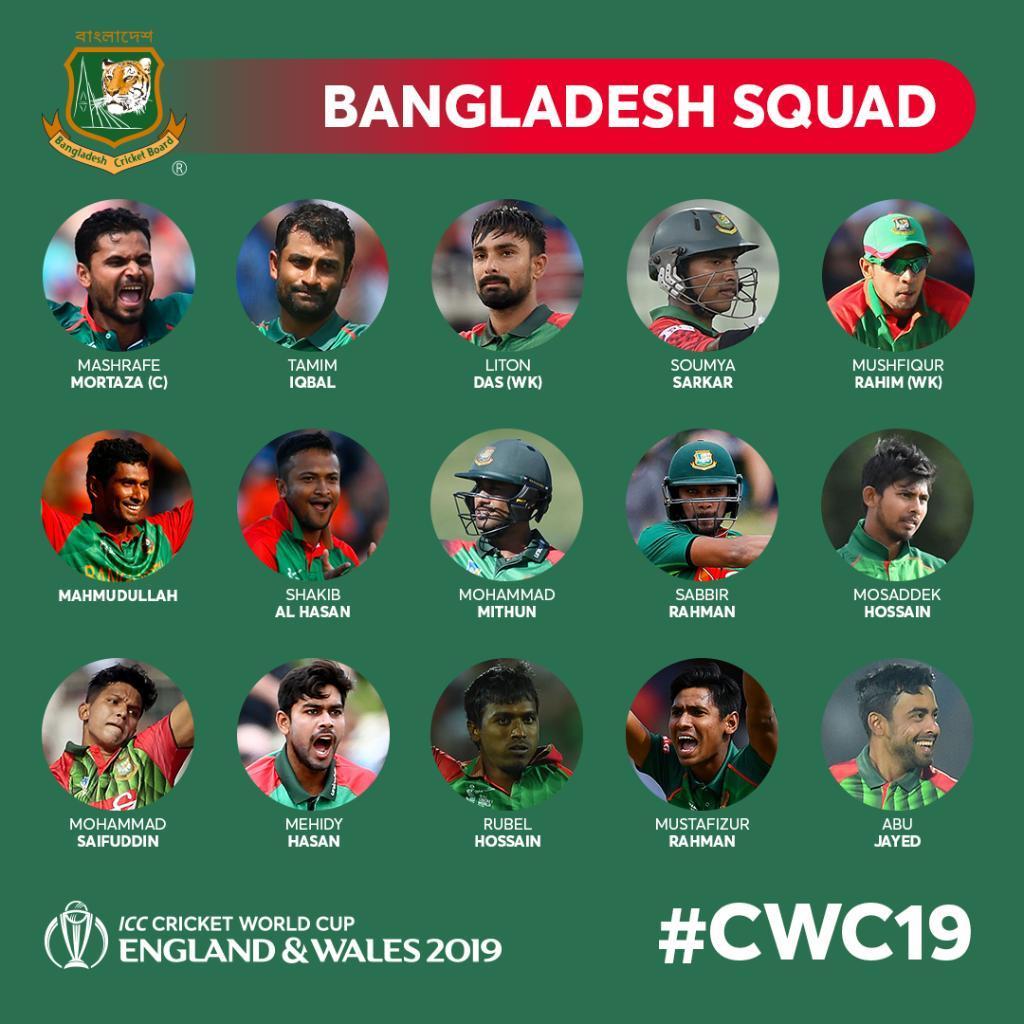 বাংলাদেশ
Bangladesh Cricket Board
®
BANGLADESH SQUAD
MASHRAFE
MORTAZA (C)
TAMIM
IQBAL
LITON
DAS (WK)
SOUMYA
SARKAR
MUSHFIQUR
RAHIM (WK)
MAHMUDULLAH
SHAKIB
AL HASAN
MOHAMMAD
MITHUN
SABBIR
RAHMAN
MOSADDEK
HOSSAIN
MOHAMMAD
SAIFUDDIN
MEHIDY
HASAN
RUBEL
HOSSAIN
MUSTAFIZUR
RAHMAN
ABU
JAYED
ICC CRICKET WORLD CUP
ENGLAND & WALES 2019
#CWC19